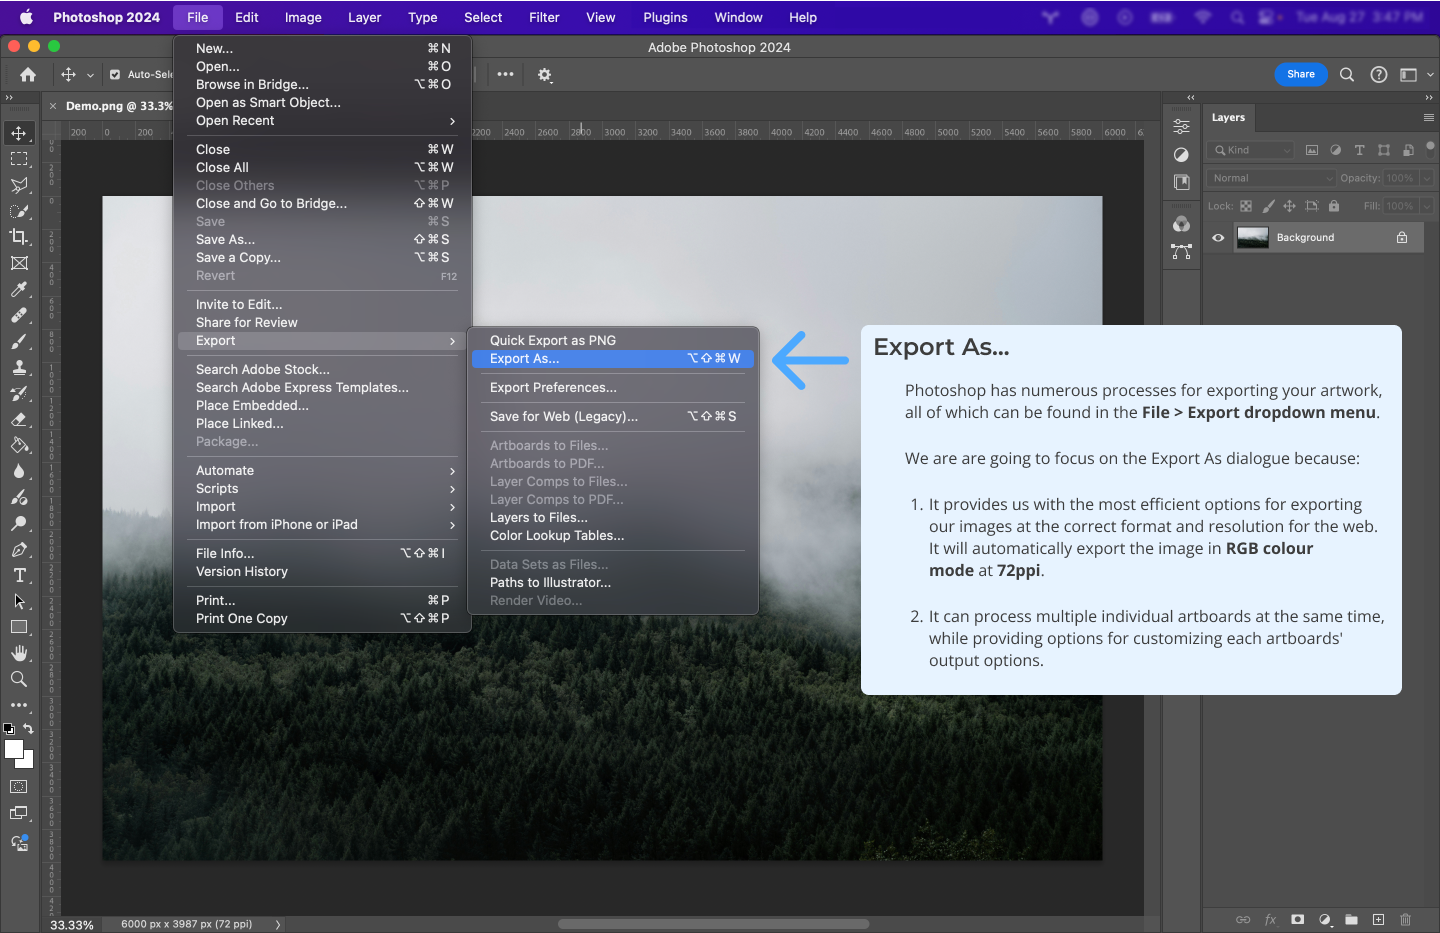 Photoshop 2024 File Edit Image Layer Type Select Filter View Plugins Window Help Tue Aug 27 3:47 PM
Adobe Photoshop 2024
Auto-Sele
Share
Demo.png @ 33.3%
200 0 200 2200 2400 2600 2800 3000 3200 3400 3600 3800 4000 4200 4400 4600 4800 5000 5200 5400 5600 5800 6000
New... ⌘N
Open... ⌘O
Browse in Bridge... ⌥⌘O
Open as Smart Object...
Open Recent
Close ⌘W
Close All ⌥⌘W
Close Others ⌥⌘P
Close and Go to Bridge... ⇧⌘W
Save ⌘S
Save As... ⇧⌘S
Save a Copy... ⌥⌘S
Revert F12
Invite to Edit...
Share for Review
Export
Search Adobe Stock...
Search Adobe Express Templates...
Place Embedded...
Place Linked...
Package...
Automate
Scripts
Import
Import from iPhone or iPad
File Info... ⌥⇧⌘I
Version History
Print... ⌘P
Print One Copy ⌥⇧⌘P
Quick Export as PNG
Export As... ⌥⇧⌘W
Export Preferences...
Save for Web (Legacy)... ⌥⇧⌘S
Artboards to Files...
Artboards to PDF...
Layer Comps to Files...
Layer Comps to PDF...
Layers to Files...
Color Lookup Tables...
Data Sets as Files...
Paths to Illustrator...
Render Video...
Export As...
Photoshop has numerous processes for exporting your artwork,
all of which can be found in the File > Export dropdown menu.
We are are going to focus on the Export As dialogue because:
1. It provides us with the most efficient options for exporting
our images at the correct format and resolution for the web.
It will automatically export the image in RGB colour
mode at 72ppi.
2. It can process multiple individual artboards at the same time,
while providing options for customizing each artboards'
output options.
Layers
Kind
Normal Opacity: 100%
Lock: Fill: 100%
Background
fx
33.33% 6000 px x 3987 px (72 ppi)